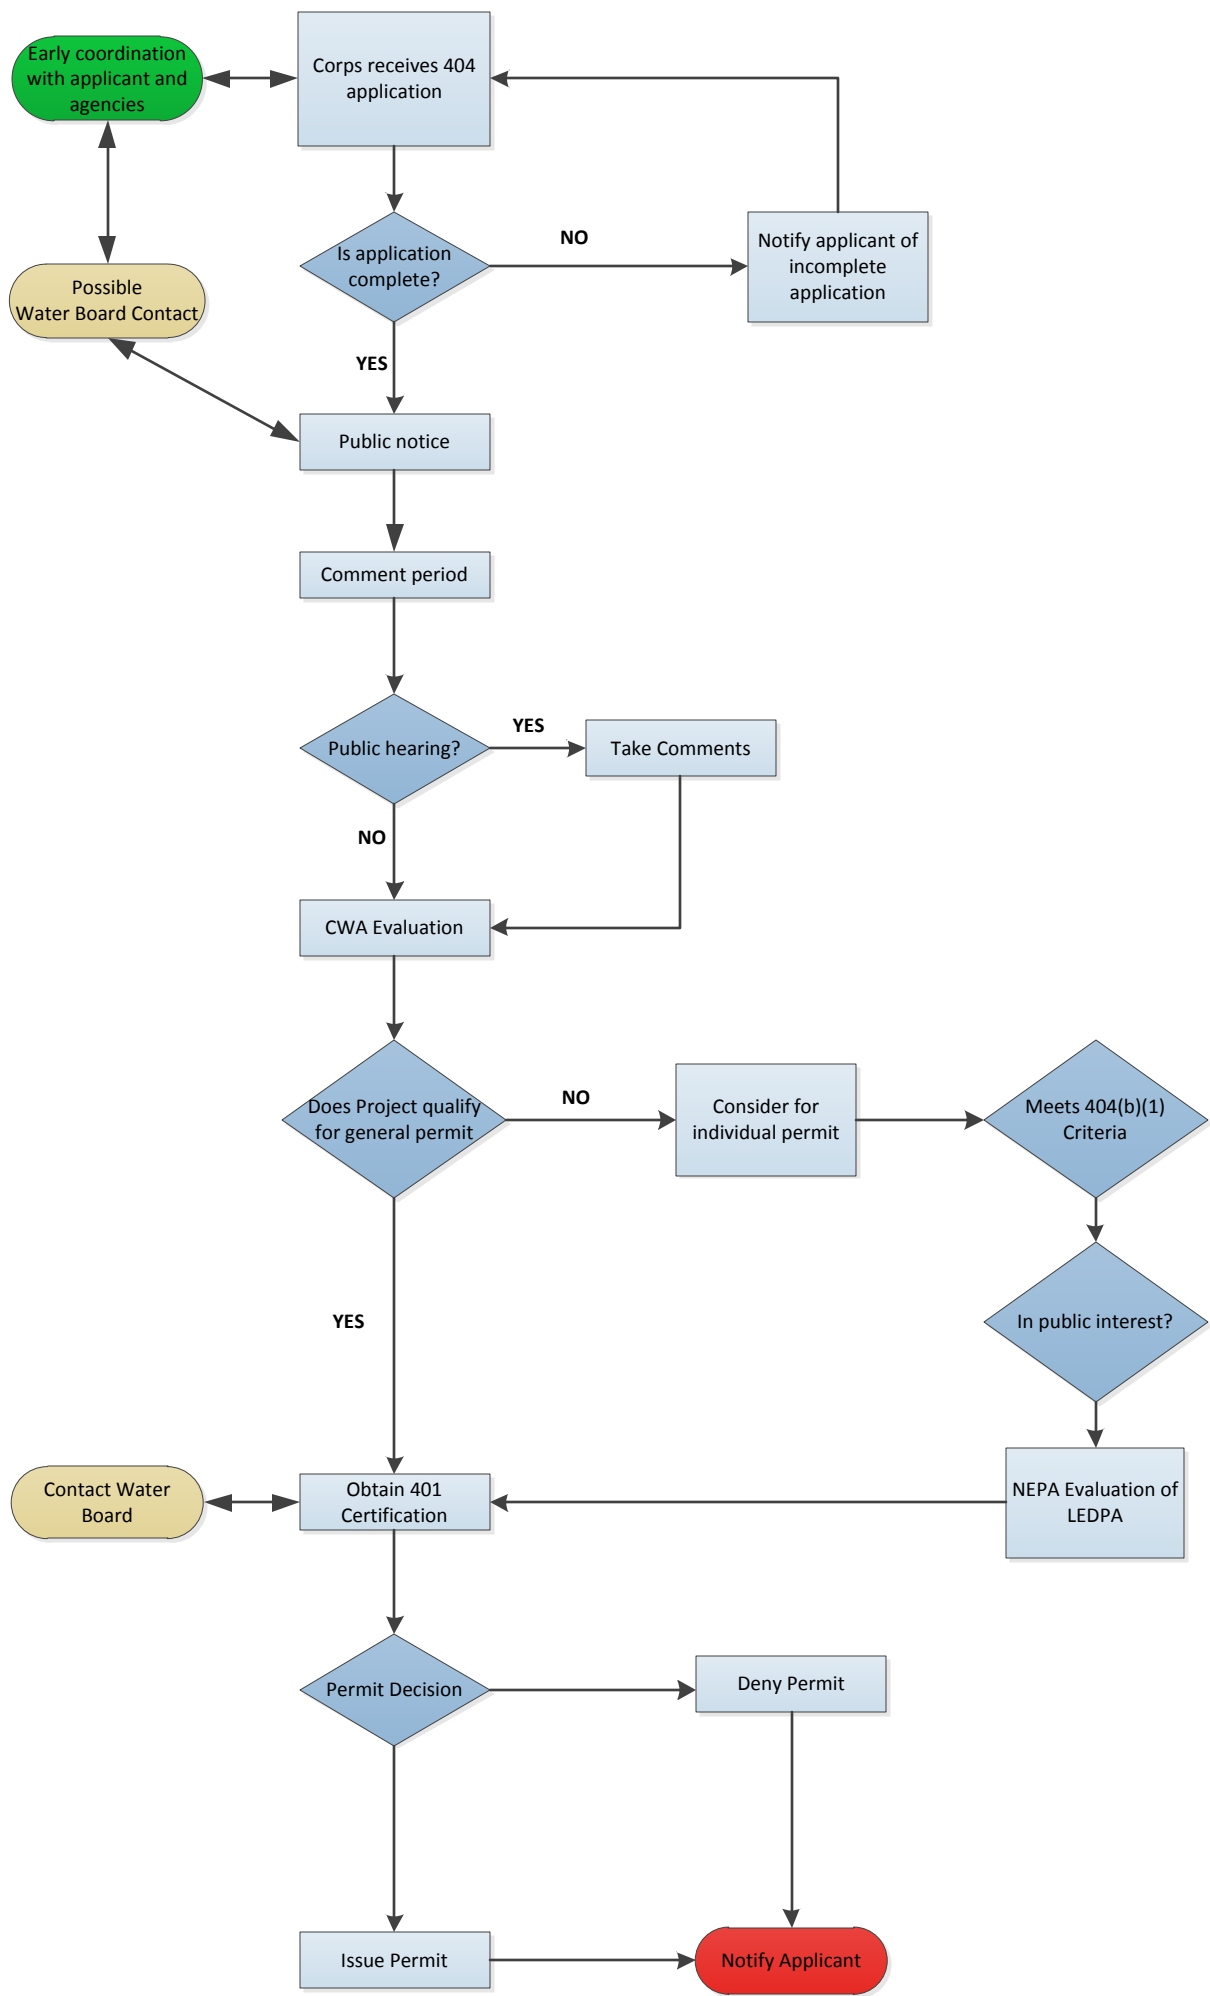 Early coordination
with applicant and
agencies
Corps receives 404
application
Is application
complete?
NO
Notify applicant of
incomplete
application
Possible
Water Board Contact
YES
Public notice
Comment period
Public hearing?
YES
Take Comments
NO
CWA Evaluation
Does Project qualify
for general permit
NO
Consider for
individual permit
Meets 404(b)(1)
Criteria
YES
In public interest?
Contact Water
Board
Obtain 401
Certification
NEPA Evaluation of
LEDPA
Permit Decision
Deny Permit
Issue Permit
Notify Applicant